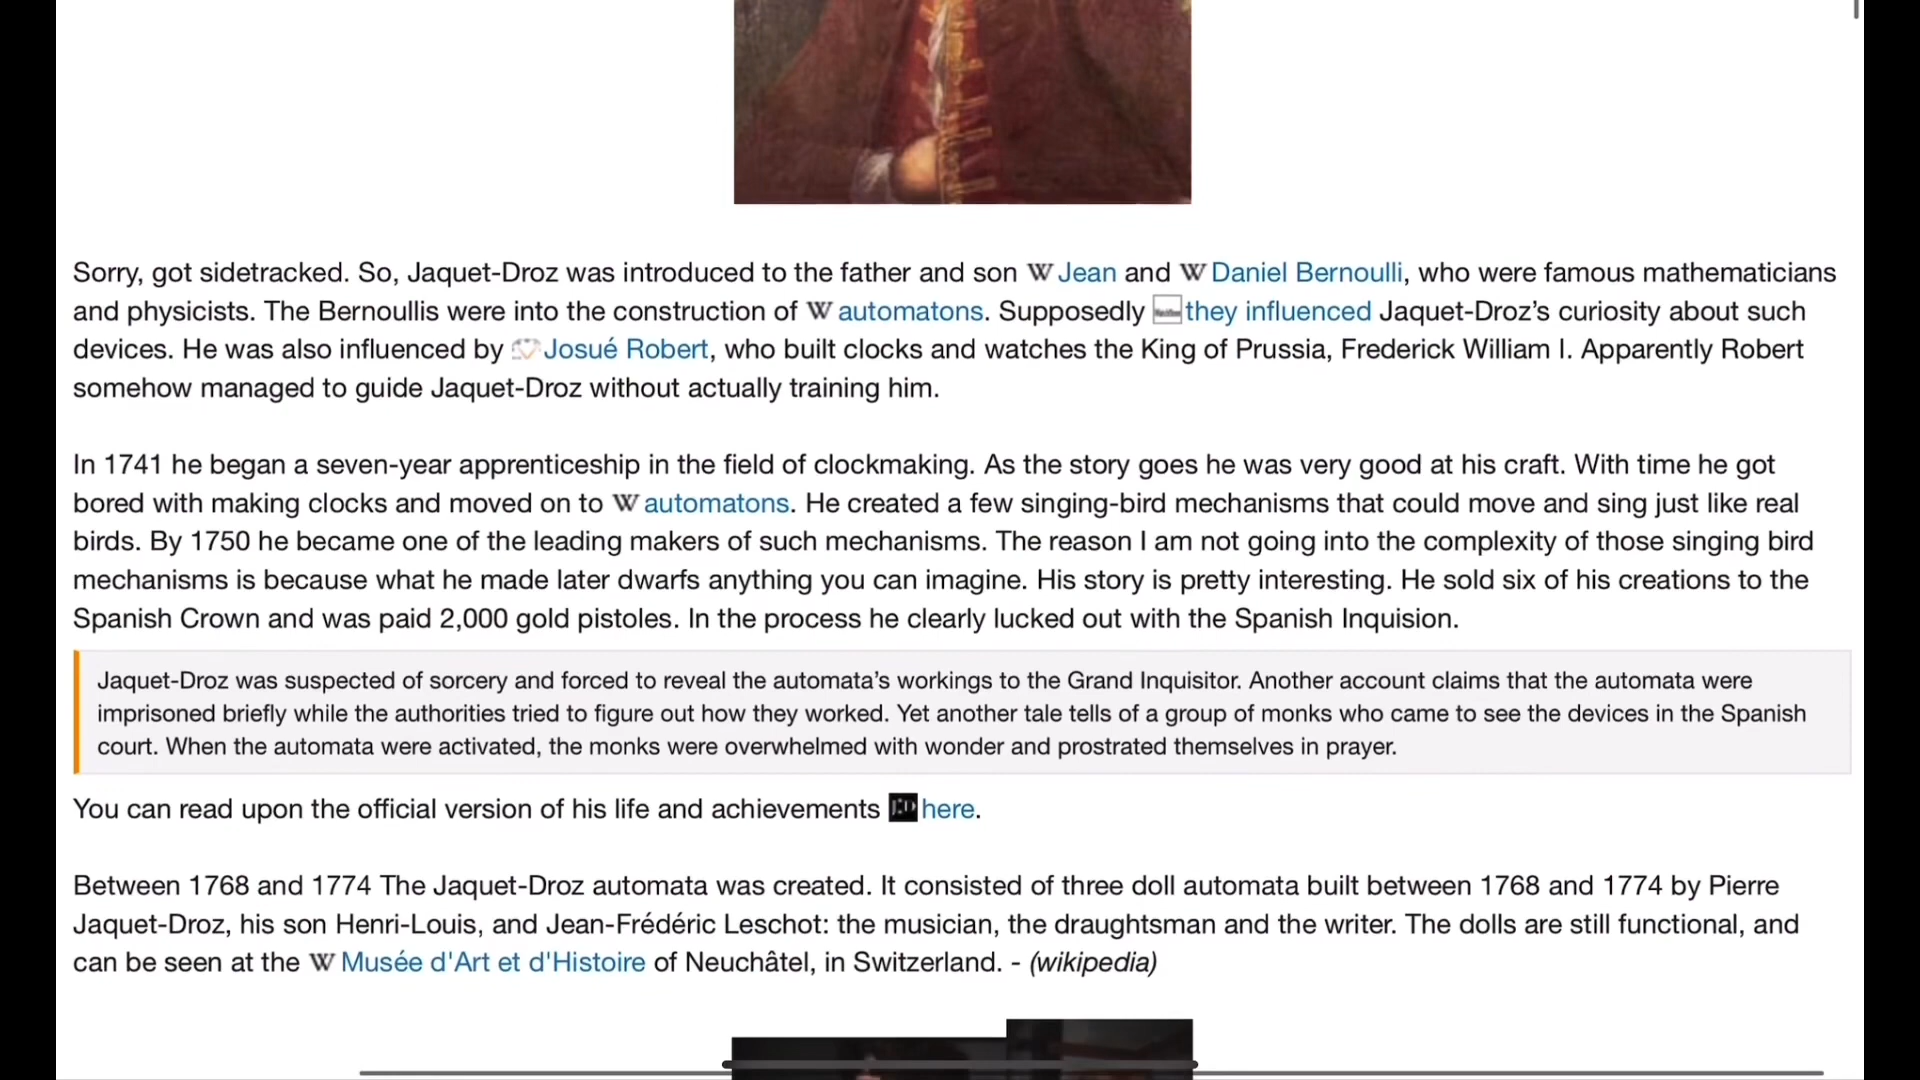 Sorry, got sidetracked. So, Jaquet-Droz was introduced to the father and son W Jean and W Daniel Bernoulli, who were famous mathematicians
and physicists. The Bernoullis were into the construction of W automatons. Supposedly they influenced Jaquet-Droz’s curiosity about such
devices. He was also influenced by Josué Robert, who built clocks and watches the King of Prussia, Frederick William I. Apparently Robert
somehow managed to guide Jaquet-Droz without actually training him.
In 1741 he began a seven-year apprenticeship in the field of clockmaking. As the story goes he was very good at his craft. With time he got
bored with making clocks and moved on to W automatons. He created a few singing-bird mechanisms that could move and sing just like real
birds. By 1750 he became one of the leading makers of such mechanisms. The reason I am not going into the complexity of those singing bird
mechanisms is because what he made later dwarfs anything you can imagine. His story is pretty interesting. He sold six of his creations to the
Spanish Crown and was paid 2,000 gold pistoles. In the process he clearly lucked out with the Spanish Inquision.
Jaquet-Droz was suspected of sorcery and forced to reveal the automata’s workings to the Grand Inquisitor. Another account claims that the automata were
imprisoned briefly while the authorities tried to figure out how they worked. Yet another tale tells of a group of monks who came to see the devices in the Spanish
court. When the automata were activated, the monks were overwhelmed with wonder and prostrated themselves in prayer.
You can read upon the official version of his life and achievements here.
Between 1768 and 1774 The Jaquet-Droz automata was created. It consisted of three doll automata built between 1768 and 1774 by Pierre
Jaquet-Droz, his son Henri-Louis, and Jean-Frédéric Leschot: the musician, the draughtsman and the writer. The dolls are still functional, and
can be seen at the W Musée d'Art et d'Histoire of Neuchâtel, in Switzerland. - (wikipedia)